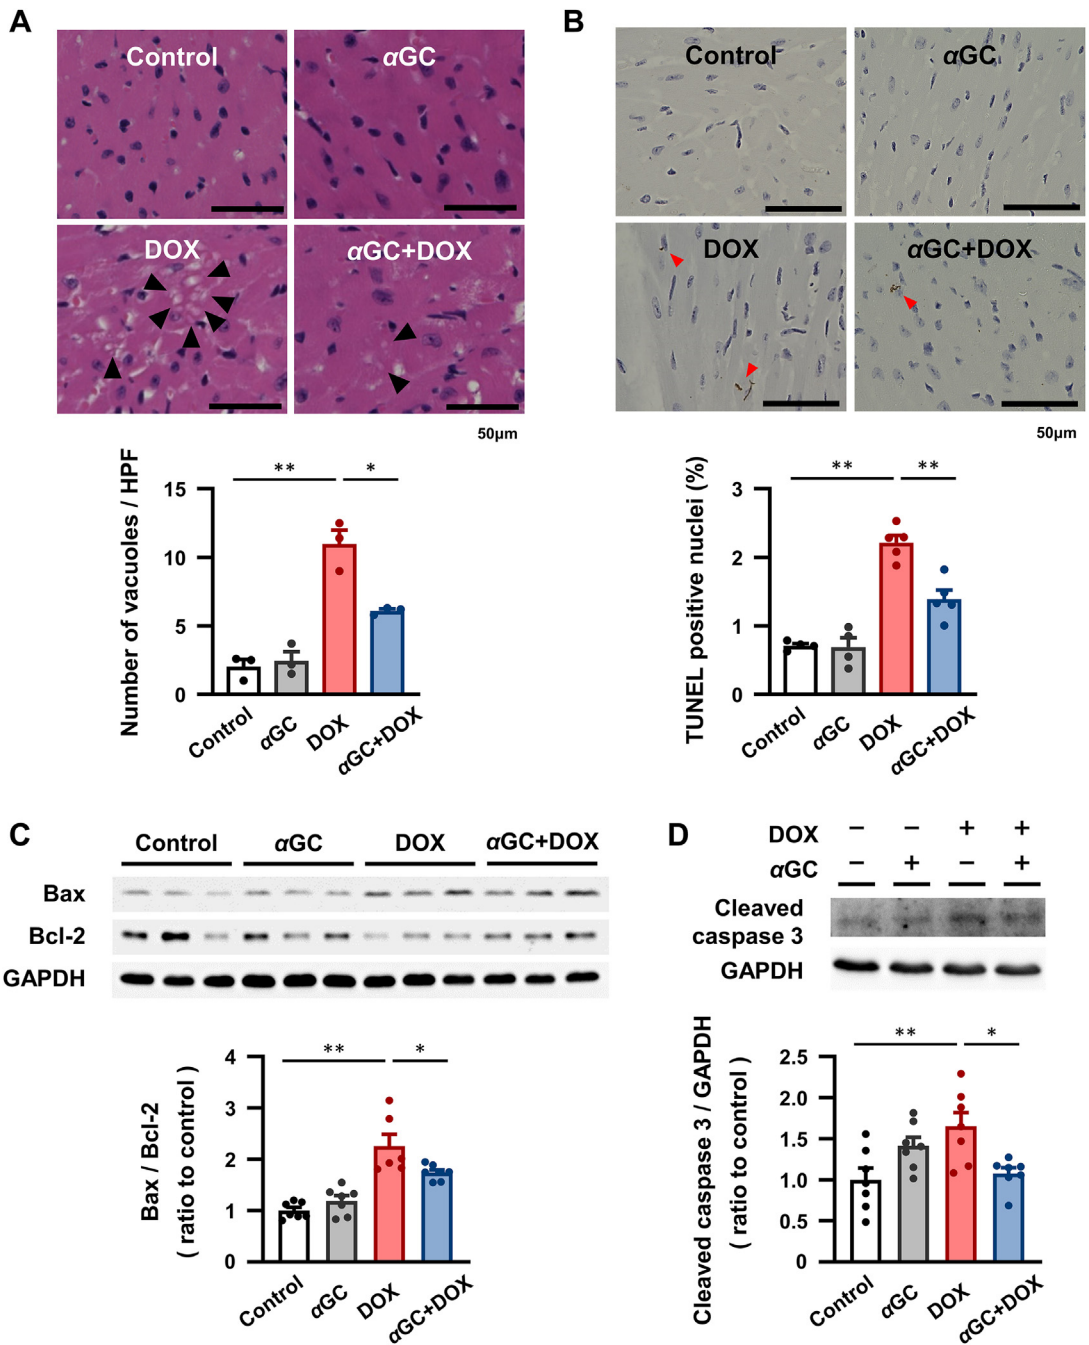 A
Control
αGC
DOX
αGC+DOX
50μm
Number of vacuoles / HPF
15
10
5
0
**
*
Control
αGC
DOX
αGC+DOX
B
Control
αGC
DOX
αGC+DOX
50μm
TUNEL positive nuclei (%)
3
2
1
0
**
**
Control
αGC
DOX
αGC+DOX
C
Control αGC DOX αGC+DOX
Bax
Bcl-2
GAPDH
Bax / Bcl-2
( ratio to control )
4
3
2
1
0
**
*
Control
αGC
DOX
αGC+DOX
D
DOX − − + +
αGC − + − +
Cleaved
caspase 3
GAPDH
Cleaved caspase 3 / GAPDH
( ratio to control )
2.5
2.0
1.5
1.0
0.5
0
**
*
Control
αGC
DOX
αGC+DOX